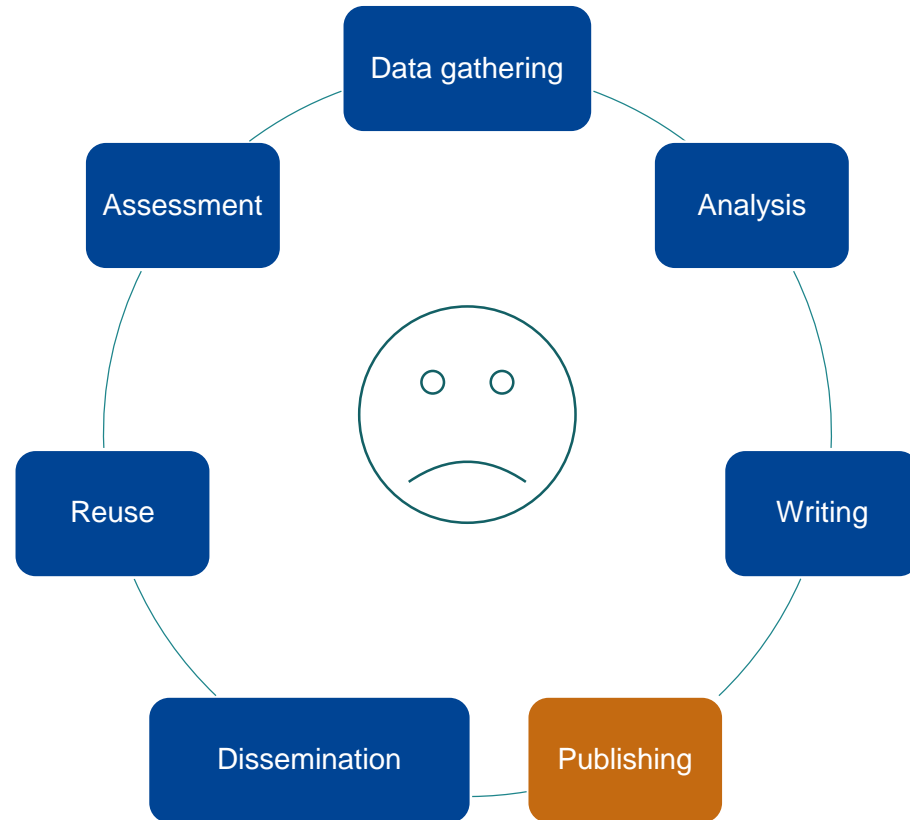 Data gathering
Assessment
Analysis
Reuse
Writing
Dissemination
Publishing